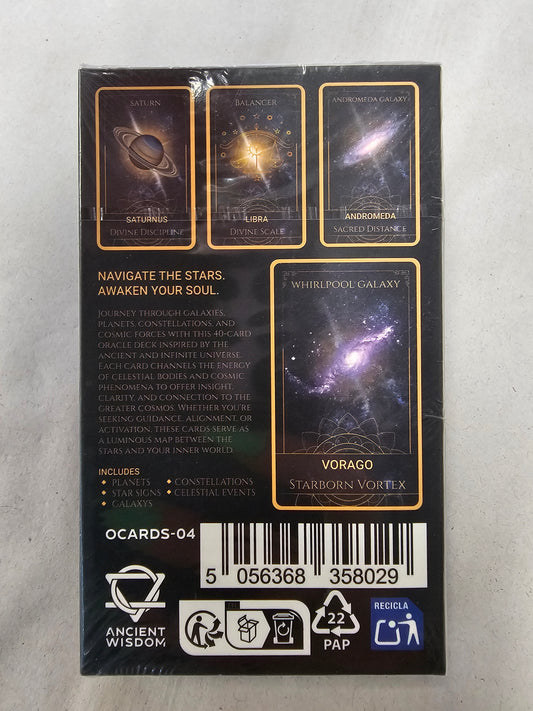 SATURN
SATURNUS
DIVINE DISCIPLINE
BALANCER
LIBRA
DIVINE SCALE
ANDROMEDA GALAXY
ANDROMEDA
SACRED DISTANCE
NAVIGATE THE STARS.
AWAKEN YOUR SOUL.
JOURNEY THROUGH GALAXIES,
PLANETS, CONSTELLATIONS, AND
COSMIC FORCES WITH THIS 40-CARD
ORACLE DECK INSPIRED BY THE
ANCIENT AND INFINITE UNIVERSE.
EACH CARD CHANNELS THE ENERGY
OF CELESTIAL BODIES AND COSMIC
PHENOMENA TO OFFER INSIGHT,
CLARITY, AND CONNECTION TO THE
GREATER COSMOS. WHETHER YOU'RE
SEEKING GUIDANCE, ALIGNMENT, OR
ACTIVATION, THESE CARDS SERVE AS
A LUMINOUS MAP BETWEEN THE
STARS AND YOUR INNER WORLD.
WHIRLPOOL GALAXY
VORAGO
STARBORN VORTEX
INCLUDES
PLANETS
STAR SIGNS
GALAXYS
CONSTELLATIONS
CELESTIAL EVENTS
OCARDS-04
5 056368 358029
ANCIENT
WISDOM
22
PAP
RECICLA